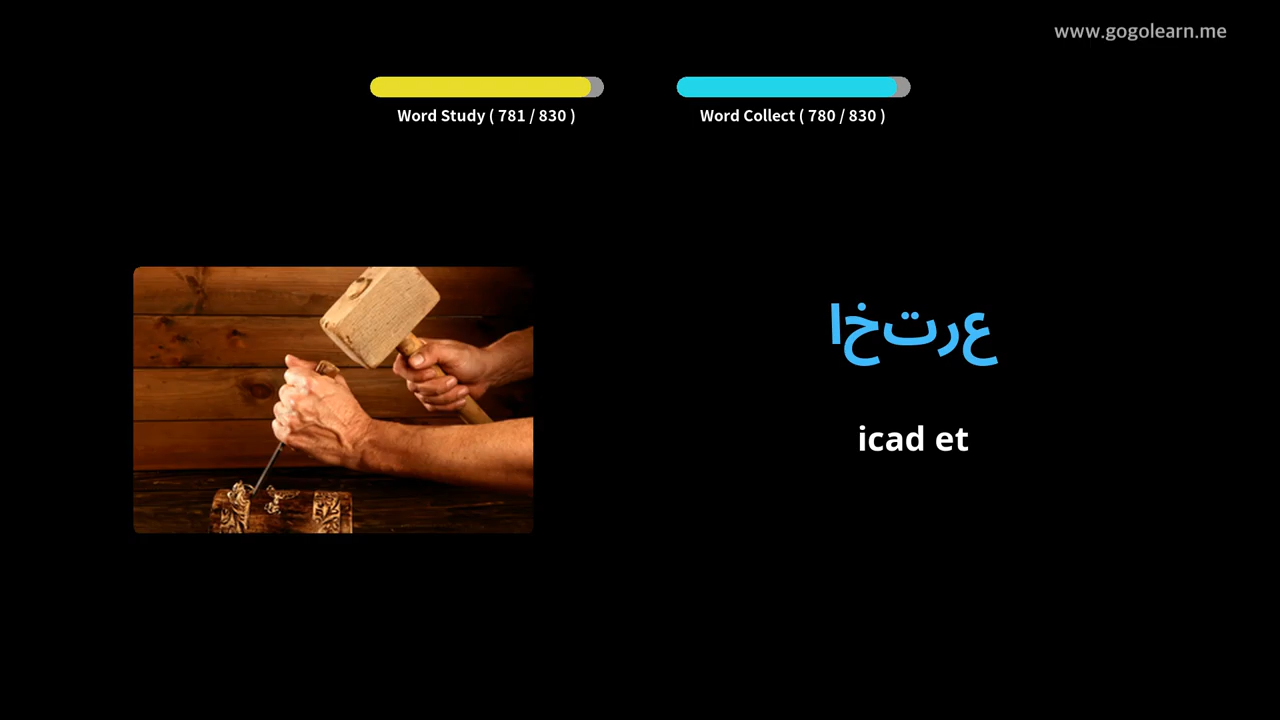 www.gogolearn.me
Word Study ( 781 / 830 )
Word Collect ( 780 / 830 )
اخترع
icad et